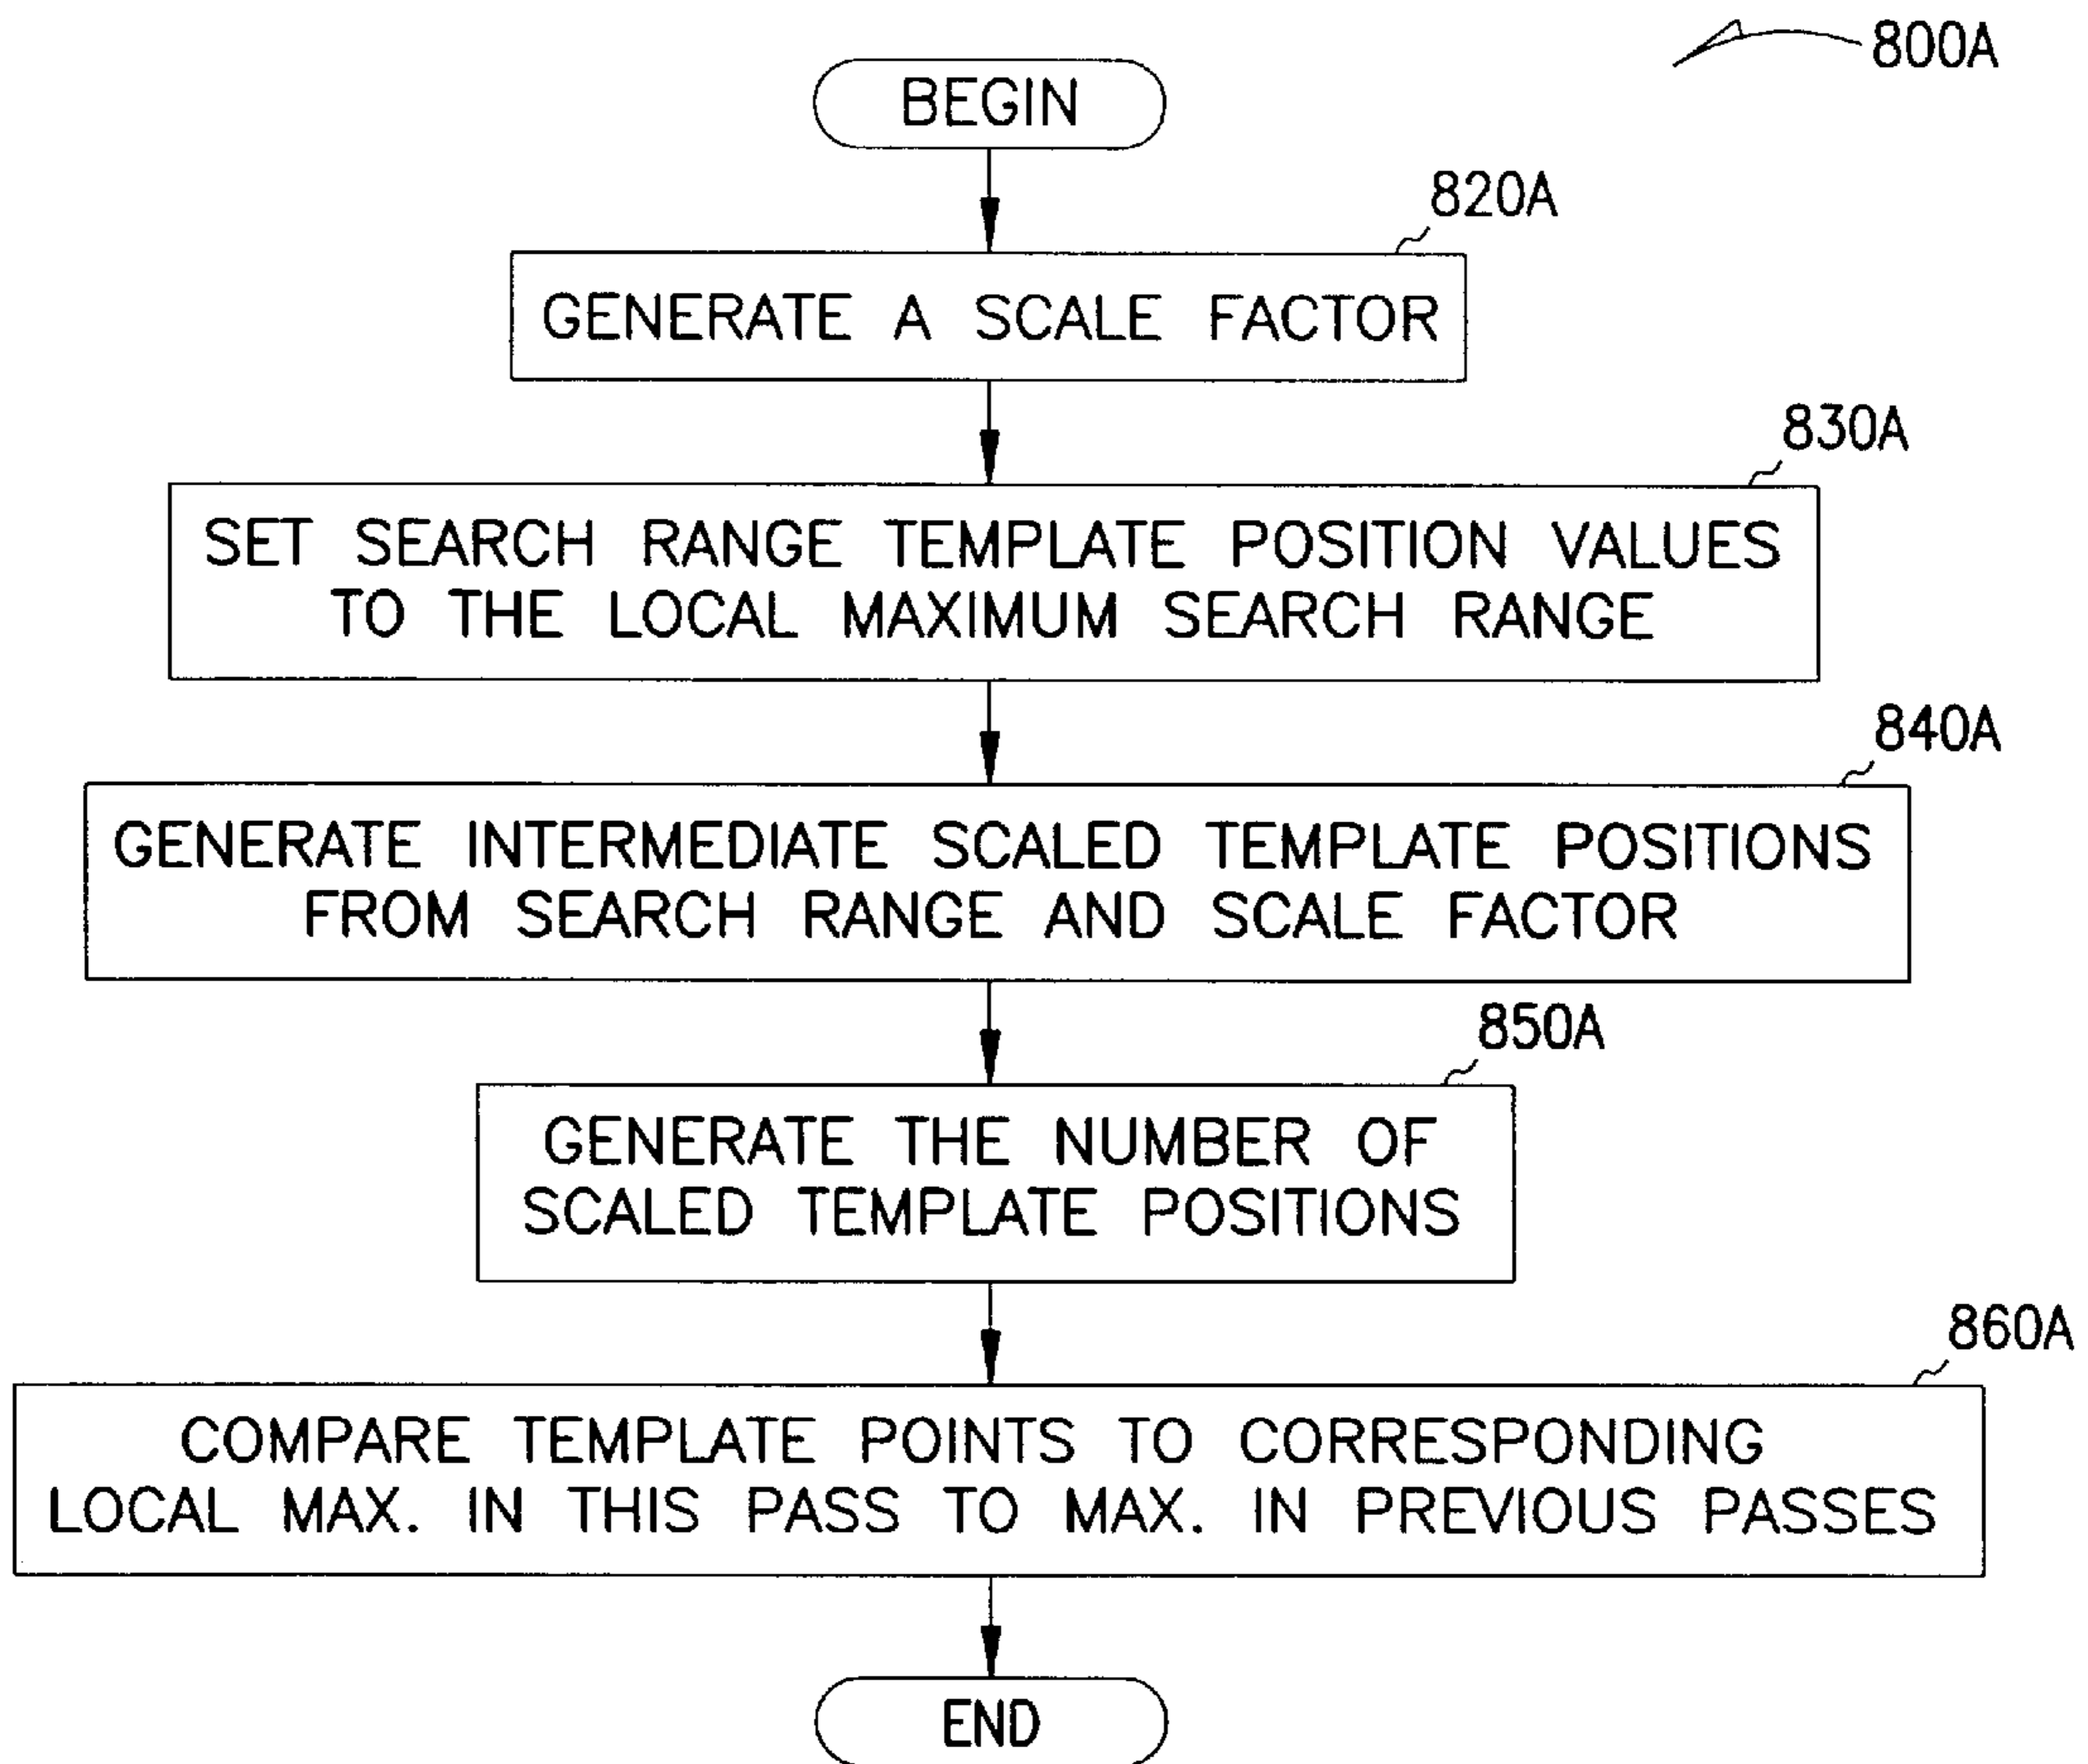 800A
BEGIN
820A
GENERATE A SCALE FACTOR
830A
SET SEARCH RANGE TEMPLATE POSITION VALUES
TO THE LOCAL MAXIMUM SEARCH RANGE
840A
GENERATE INTERMEDIATE SCALED TEMPLATE POSITIONS
FROM SEARCH RANGE AND SCALE FACTOR
850A
GENERATE THE NUMBER OF
SCALED TEMPLATE POSITIONS
860A
COMPARE TEMPLATE POINTS TO CORRESPONDING
LOCAL MAX. IN THIS PASS TO MAX. IN PREVIOUS PASSES
END